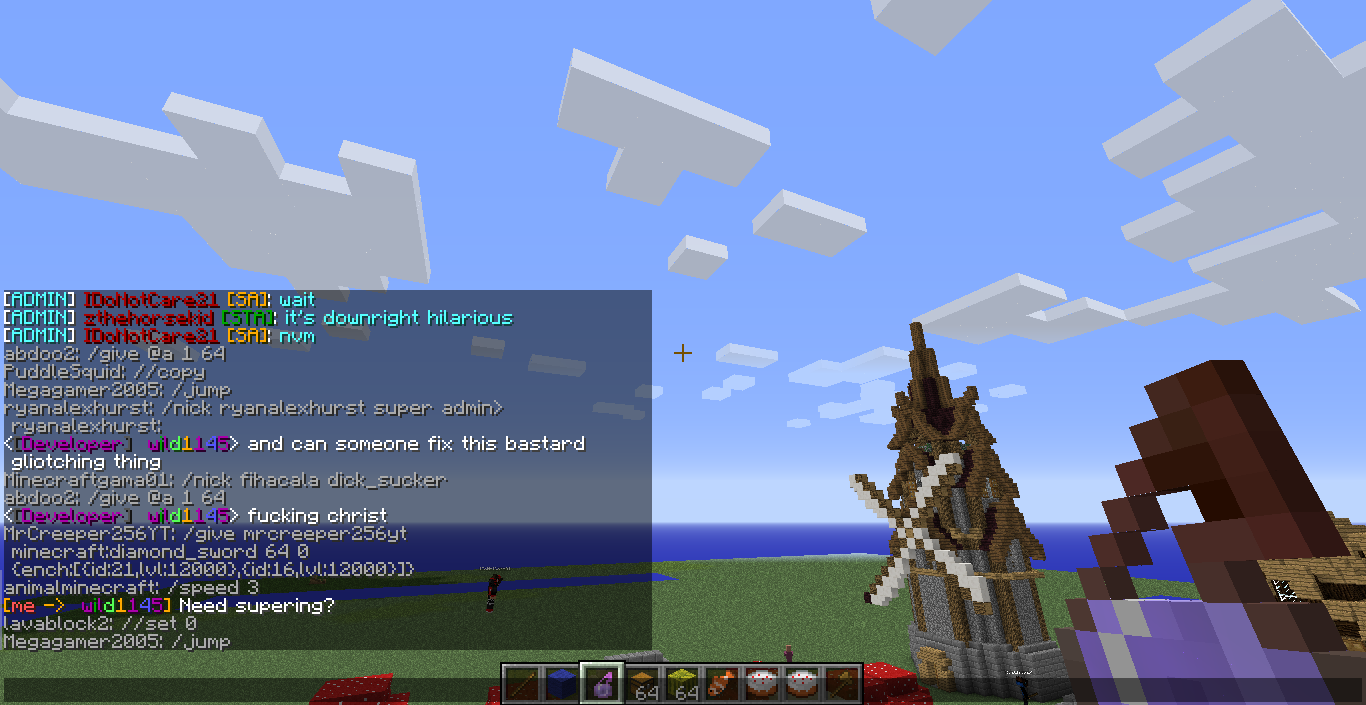 [ADMIN] IDoNotCare21 [SA]: wait
[ADMIN] zthehorsekid [STA]: it's downright hilarious
[ADMIN] IDoNotCare21 [SA]: nvm
abdoo2: /give @a 1 64
PuddleSquid: //copy
Megagamer2005: /jump
ryanalexhurst: /nick ryanalexhurst super admin>
ryanalexhurst:
<[Developer] wild1145> and can someone fix this bastard
gliotching thing
Minecraftgama01: /nick fihacala dick_sucker
abdoo2: /give @a 1 64
<[Developer] wild1145> fucking christ
MrCreeper256YT: /give mrcreeper256yt
minecraft:diamond_sword 64 0
{ench:[{id:21,lvl:12000},{id:16,lvl:12000}]}
animalminecraft: /speed 3
[me -> wild1145] Need supering?
lavablock2: //set 0
Megagamer2005: /jump
64
64